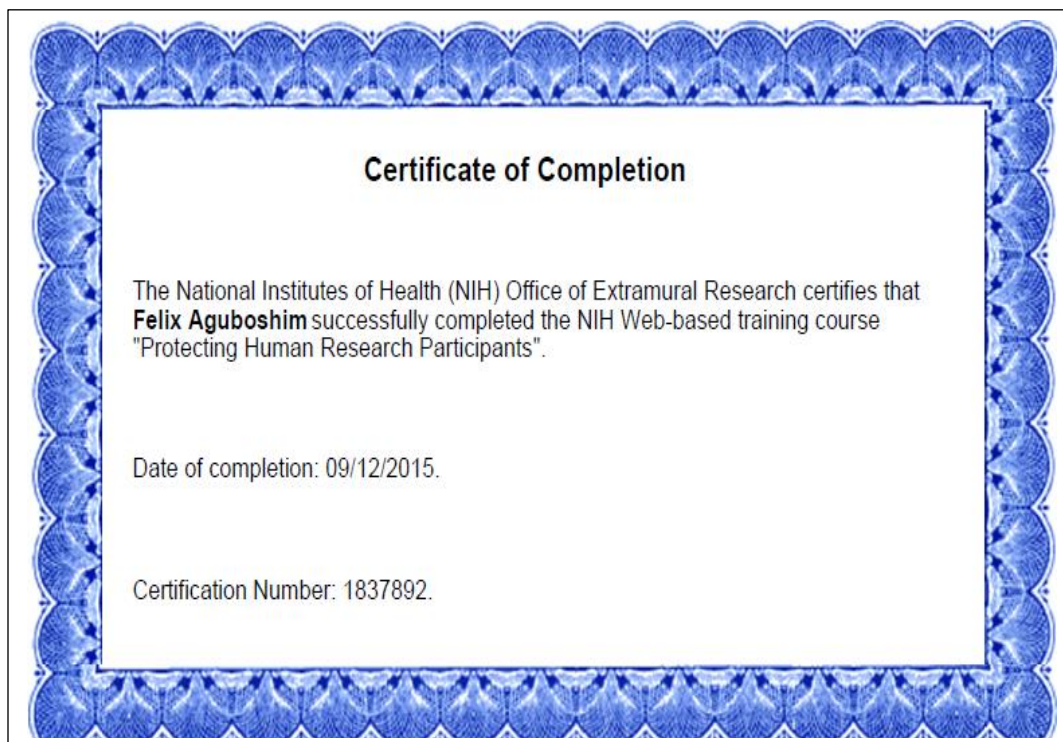 Certificate of Completion
The National Institutes of Health (NIH) Office of Extramural Research certifies that
Felix Aguboshim successfully completed the NIH Web-based training course
"Protecting Human Research Participants".
Date of completion: 09/12/2015.
Certification Number: 1837892.